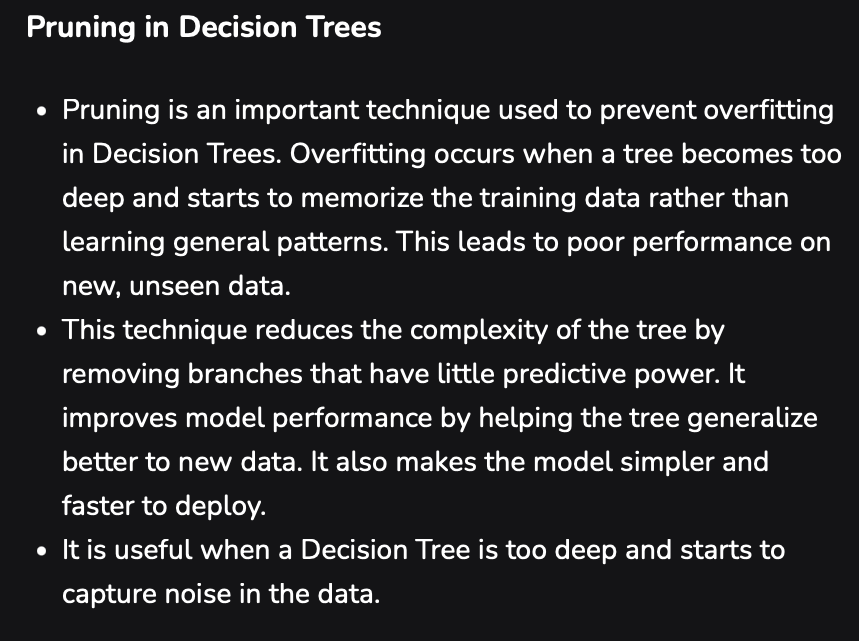 Pruning in Decision Trees
• Pruning is an important technique used to prevent overfitting
in Decision Trees. Overfitting occurs when a tree becomes too
deep and starts to memorize the training data rather than
learning general patterns. This leads to poor performance on
new, unseen data.
• This technique reduces the complexity of the tree by
removing branches that have little predictive power. It
improves model performance by helping the tree generalize
better to new data. It also makes the model simpler and
faster to deploy.
• It is useful when a Decision Tree is too deep and starts to
capture noise in the data.